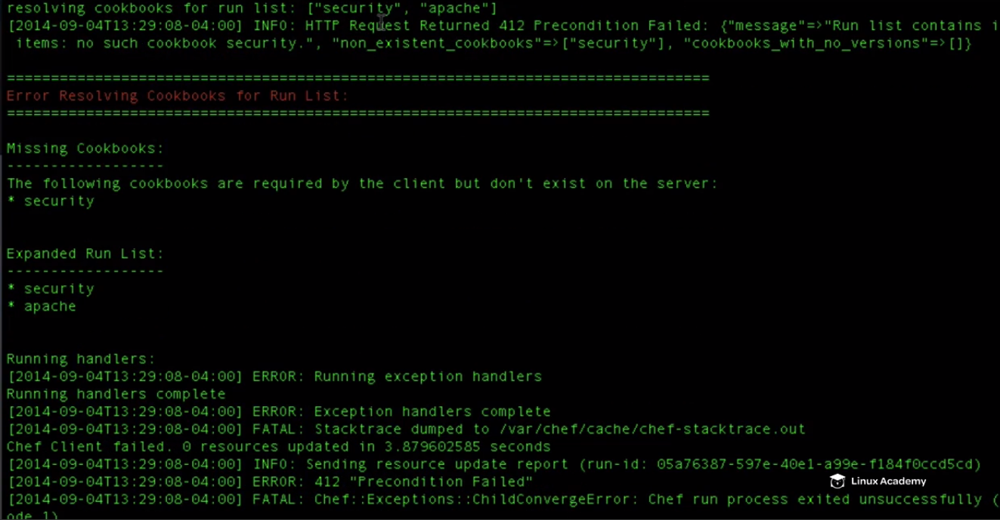 resolving cookbooks for run list: ["security", "apache"]
[2014-09-04T13:29:08-04:00] INFO: HTTP Request Returned 412 Precondition Failed: {"message"=>"Run list contains i
items: no such cookbook security.", "non_existent_cookbooks"=>["security"], "cookbooks_with_no_versions"=>[]}
================================================================================
Error Resolving Cookbooks for Run List:
================================================================================
Missing Cookbooks:
------------------
The following cookbooks are required by the client but don't exist on the server:
* security
Expanded Run List:
------------------
* security
* apache
Running handlers:
[2014-09-04T13:29:08-04:00] ERROR: Running exception handlers
Running handlers complete
[2014-09-04T13:29:08-04:00] ERROR: Exception handlers complete
[2014-09-04T13:29:08-04:00] FATAL: Stacktrace dumped to /var/chef/cache/chef-stacktrace.out
Chef Client failed. 0 resources updated in 3.879602585 seconds
[2014-09-04T13:29:08-04:00] INFO: Sending resource update report (run-id: 05a76387-597e-40e1-a99e-f184f0ccd5cd)
[2014-09-04T13:29:08-04:00] ERROR: 412 "Precondition Failed"
Linux Academy
[2014-09-04T13:29:08-04:00] FATAL: Chef::Exceptions::ChildConvergeError: Chef run process exited unsuccessfully (
ode 1)